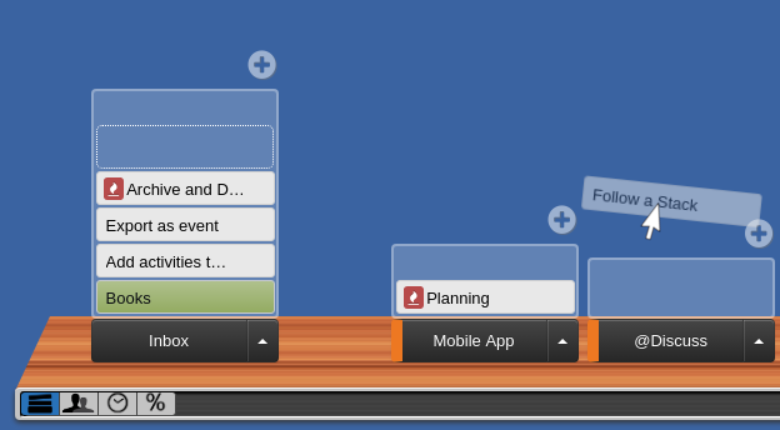 Follow a Stack
Archive and D...
Export as event
Add activities t...
Books
Planning
Inbox
Mobile App
@Discuss
%